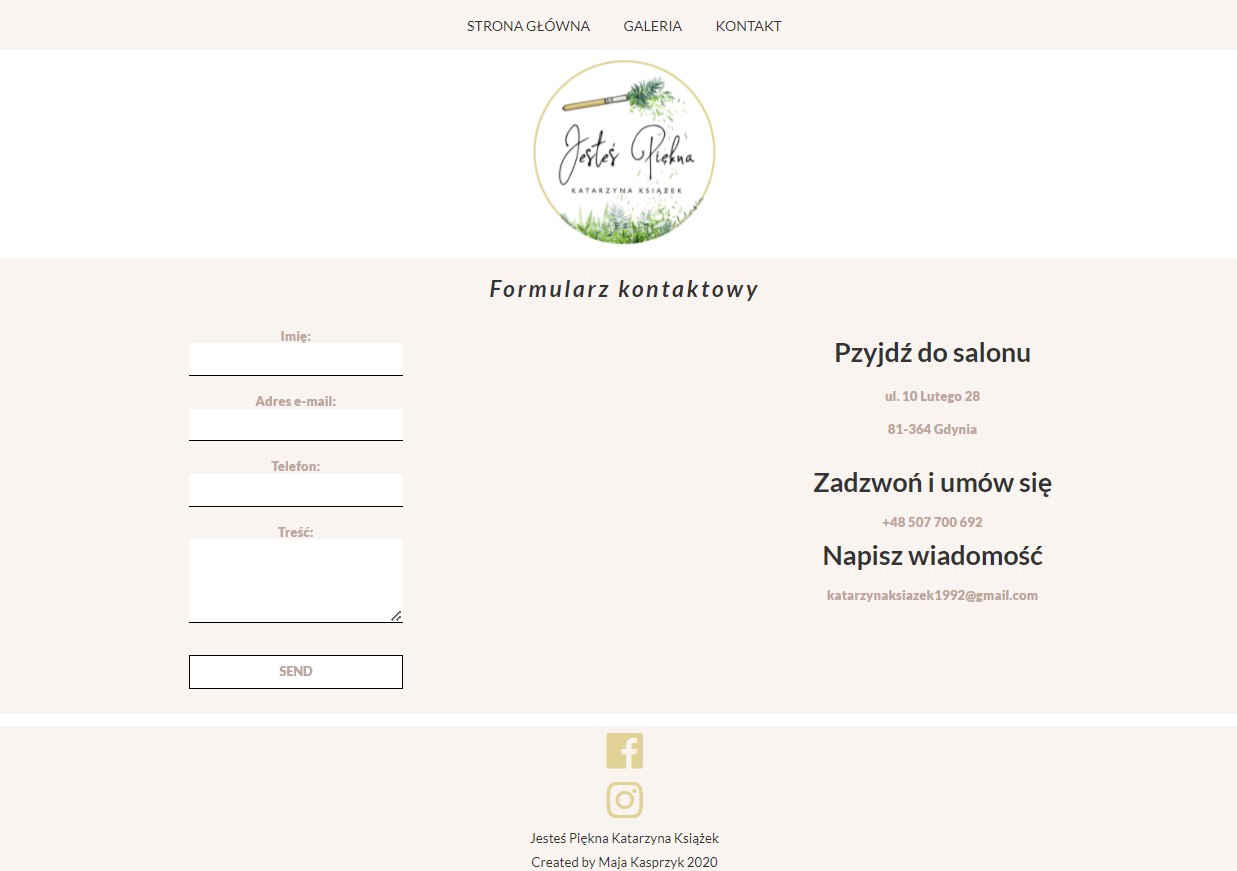 STRONA GŁÓWNA GALERIA KONTAKT
Jesteś Piękna
KATARZYNA KSIĄŻEK
Formularz kontaktowy
Imię:
Adres e-mail:
Telefon:
Treść:
SEND
Pzyjdź do salonu
ul. 10 Lutego 28
81-364 Gdynia
Zadzwoń i umów się
+48 507 700 692
Napisz wiadomość
katarzynaksiazek1992@gmail.com
Jesteś Piękna Katarzyna Książek
Created by Maja Kasprzyk 2020